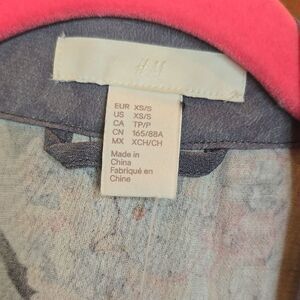 H&M
EUR XS/S
US XS/S
CA TP/P
CN 165/88A
MX XCH/CH
Made in
China
Fabriqué en
Chine